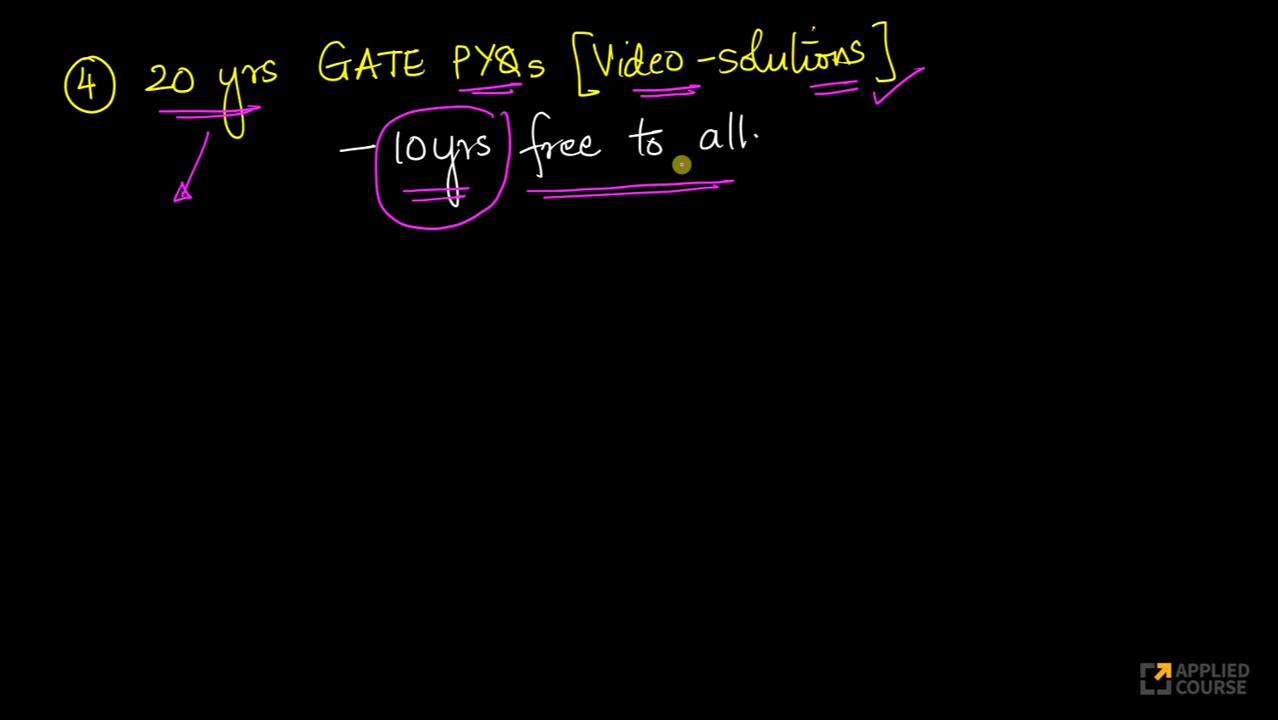 ④ 20 yrs GATE PYQs [Video-solutions]
- 10yrs free to all.
APPLIED
COURSE